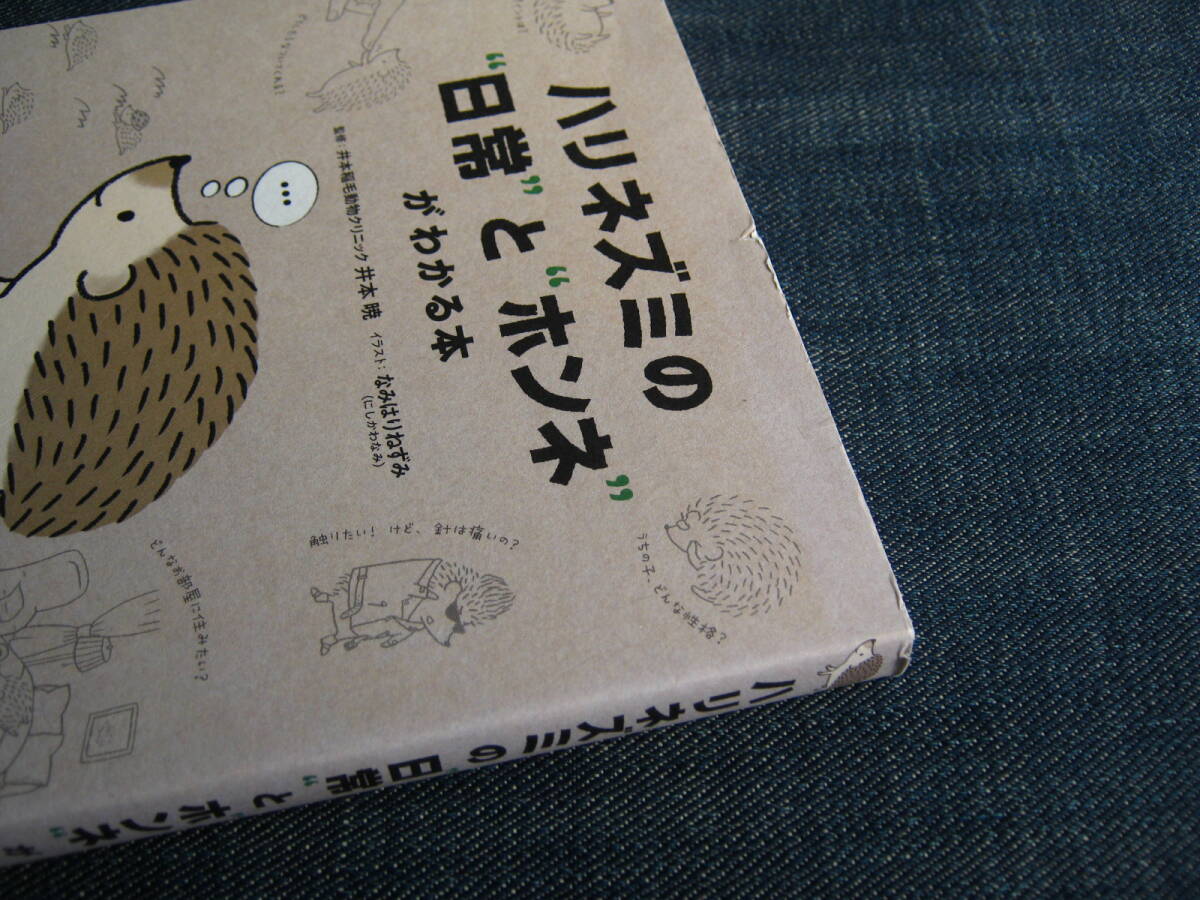 ハリネズミの
“日常”と“ホンネ”
がわかる本
監修：井本稲毛動物クリニック 井本 暁
イラスト：なみはりねずみ
（にしかわなみ）
触りたい！ けど、針は痛いの？
うちの子、どんな性格？
どんなお部屋に住みたい？
ハリネズミの“日常”と“ホンネ”が